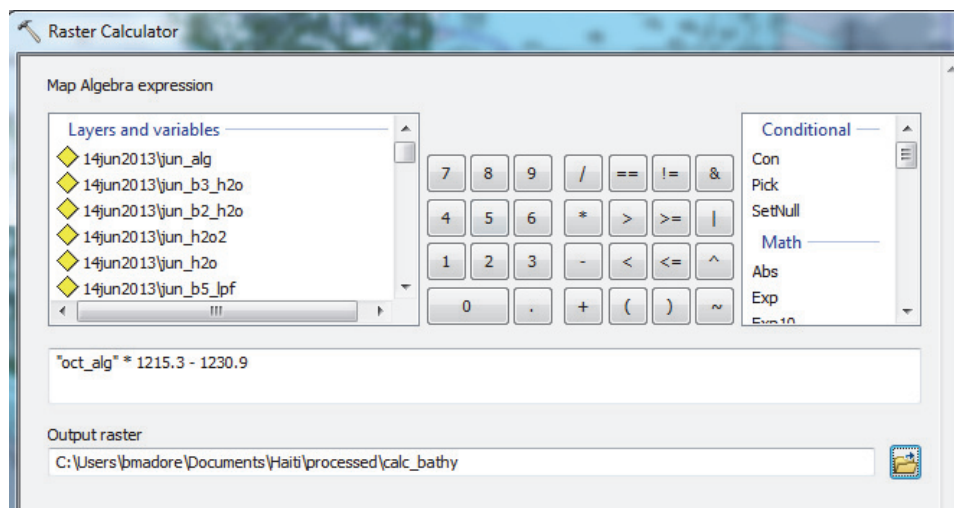 Raster Calculator
Map Algebra expression
Layers and variables
14jun2013\jun_alg
14jun2013\jun_b3_h2o
14jun2013\jun_b2_h2o
14jun2013\jun_h2o2
14jun2013\jun_h2o
14jun2013\jun_b5_lpf
7 8 9 / == != &
4 5 6 * > >= |
1 2 3 - < <= ^
0 . + ( ) ~
Conditional
Con
Pick
SetNull
Math
Abs
Exp
Exp10
"oct_alg" * 1215.3 - 1230.9
Output raster
C:\Users\bmadore\Documents\Haiti\processed\calc_bathy